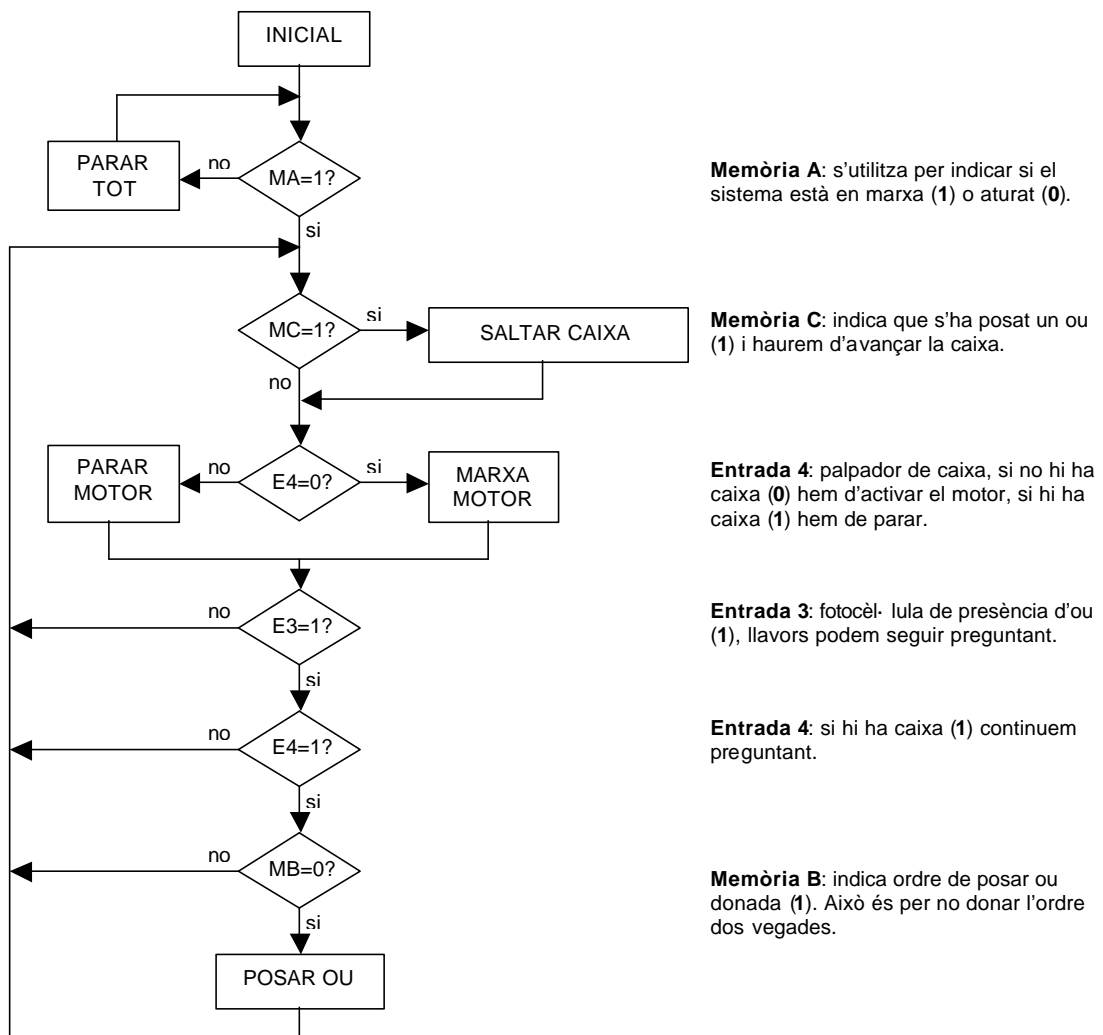 INICIAL
PARAR
TOT
no
MA=1?
si
Memòria A: s'utilitza per indicar si el
sistema està en marxa (1) o aturat (0).
MC=1?
si
SALTAR CAIXA
no
Memòria C: indica que s'ha posat un ou
(1) i haurem d'avançar la caixa.
PARAR
MOTOR
no
E4=0?
si
MARXA
MOTOR
Entrada 4: palpador de caixa, si no hi ha
caixa (0) hem d'activar el motor, si hi ha
caixa (1) hem de parar.
no
E3=1?
si
Entrada 3: fotocèl· lula de presència d'ou
(1), llavors podem seguir preguntant.
no
E4=1?
si
Entrada 4: si hi ha caixa (1) continuem
preguntant.
no
MB=0?
si
Memòria B: indica ordre de posar ou
donada (1). Això és per no donar l'ordre
dos vegades.
POSAR OU